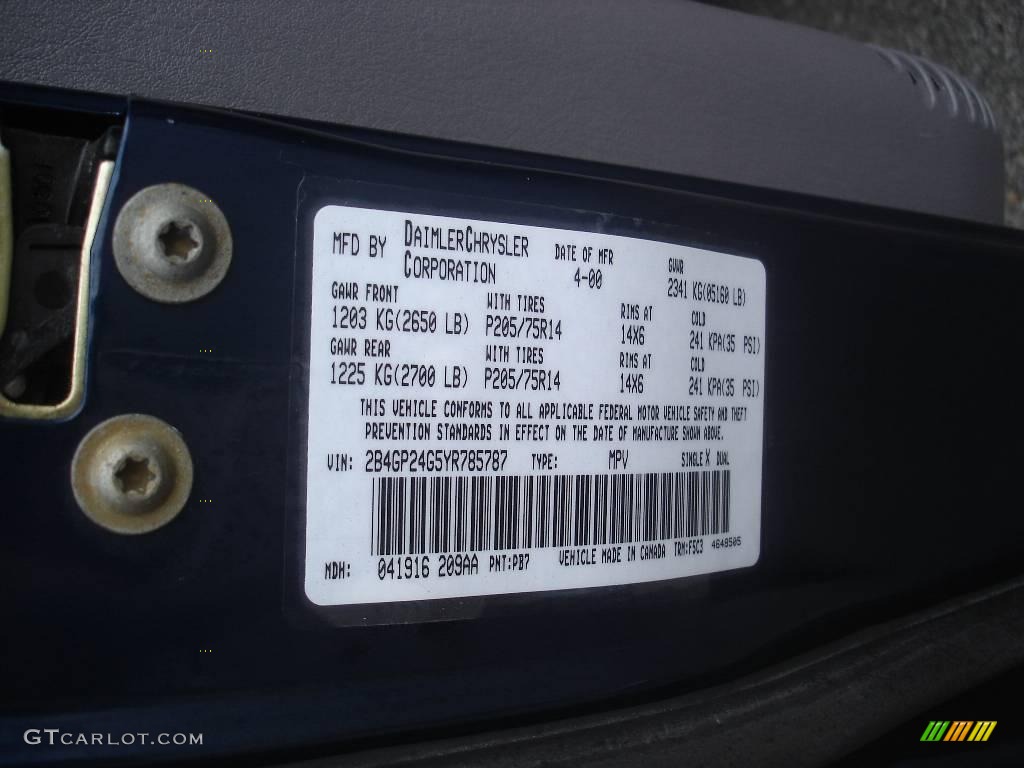 MFD BY DAIMLERCHRYSLER CORPORATION DATE OF MFR 4-00 GVWR 2341 KG(05160 LB)
GAWR FRONT WITH TIRES RIMS AT COLD
1203 KG(2650 LB) P205/75R14 14X6 241 KPA(35 PSI)
GAWR REAR WITH TIRES RIMS AT COLD
1225 KG(2700 LB) P205/75R14 14X6 241 KPA(35 PSI)
THIS VEHICLE CONFORMS TO ALL APPLICABLE FEDERAL MOTOR VEHICLE SAFETY AND THEFT
PREVENTION STANDARDS IN EFFECT ON THE DATE OF MANUFACTURE SHOWN ABOVE.
VIN: 2B4GP24G5YR785787 TYPE: MPV SINGLE X DUAL
MDH: 041916 209AA PNT:PB7 VEHICLE MADE IN CANADA TRM:F5C3 4648505
GTCARLOT.COM